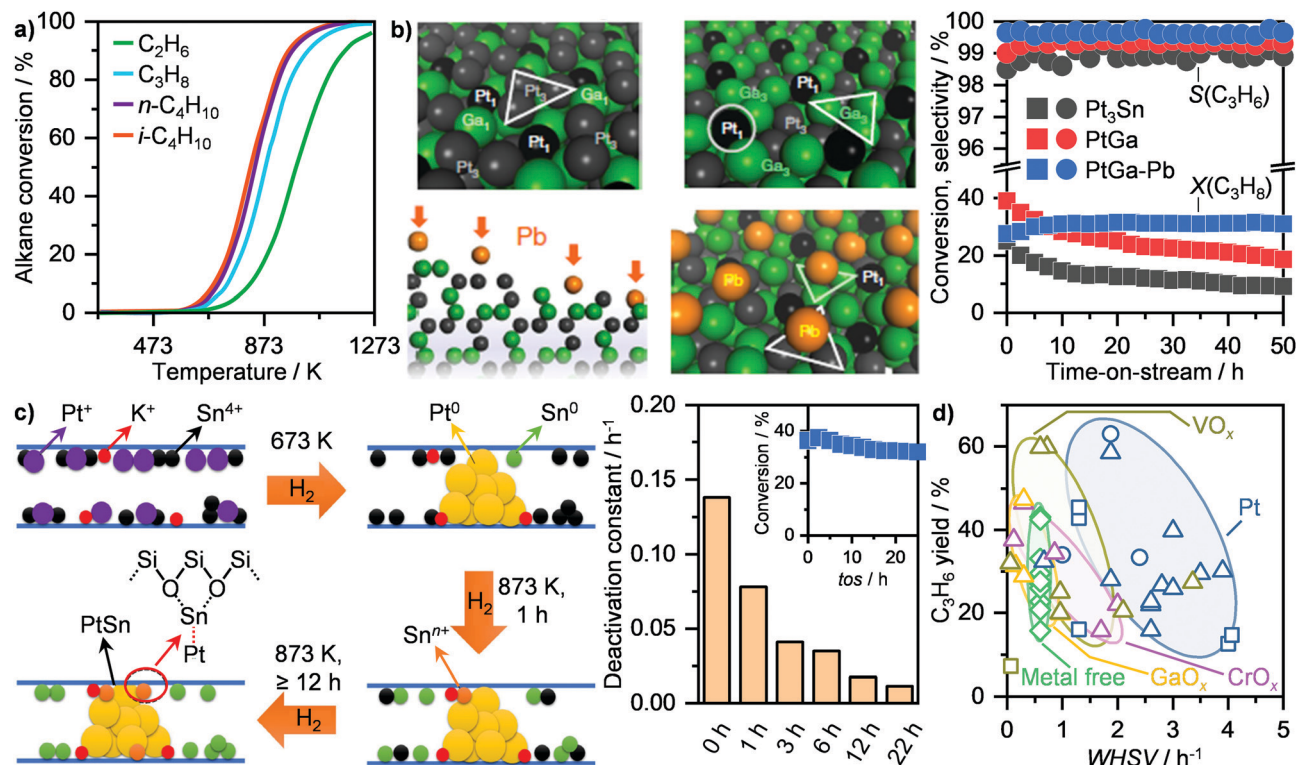 a)
Alkane conversion / %
100
80
60
40
20
0
C₂H₆
C₃H₈
n-C₄H₁₀
i-C₄H₁₀
473
873
1273
Temperature / K
b)
Pt₁
Pt₃
Ga₁
Ga₁
Pt₁
Pt₃
Pt₃
Pt₁
Ga₃
Pt₁
Pt₃
Ga₃
Ga₃
Pb
Pb
Pt₁
Pb
Conversion, selectivity / %
100
99
98
97
96
40
20
0
S(C₃H₆)
Pt₃Sn
PtGa
PtGa-Pb
X(C₃H₈)
0
10
20
30
40
50
Time-on-stream / h
c)
Pt⁺
K⁺
Sn⁴⁺
673 K
H₂
Pt⁰
Sn⁰
H₂
873 K,
1 h
Snⁿ⁺
873 K,
≥ 12 h
H₂
Si
Si
Si
O
O
Sn
Pt
PtSn
Deactivation constant / h⁻¹
0.20
0.15
0.10
0.05
0.00
0 h
1 h
3 h
6 h
12 h
22 h
Conversion / %
80
40
0
0
10
20
tos / h
d)
VOₓ
C₃H₆ yield / %
60
40
20
0
Pt
Metal free
GaOₓ
CrOₓ
0
1
2
3
4
5
WHSV / h⁻¹